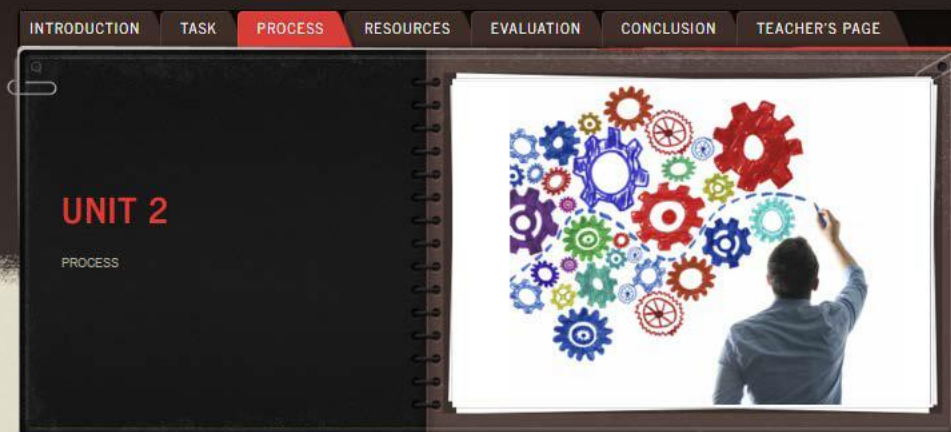 INTRODUCTION TASK PROCESS RESOURCES EVALUATION CONCLUSION TEACHER'S PAGE
UNIT 2
PROCESS